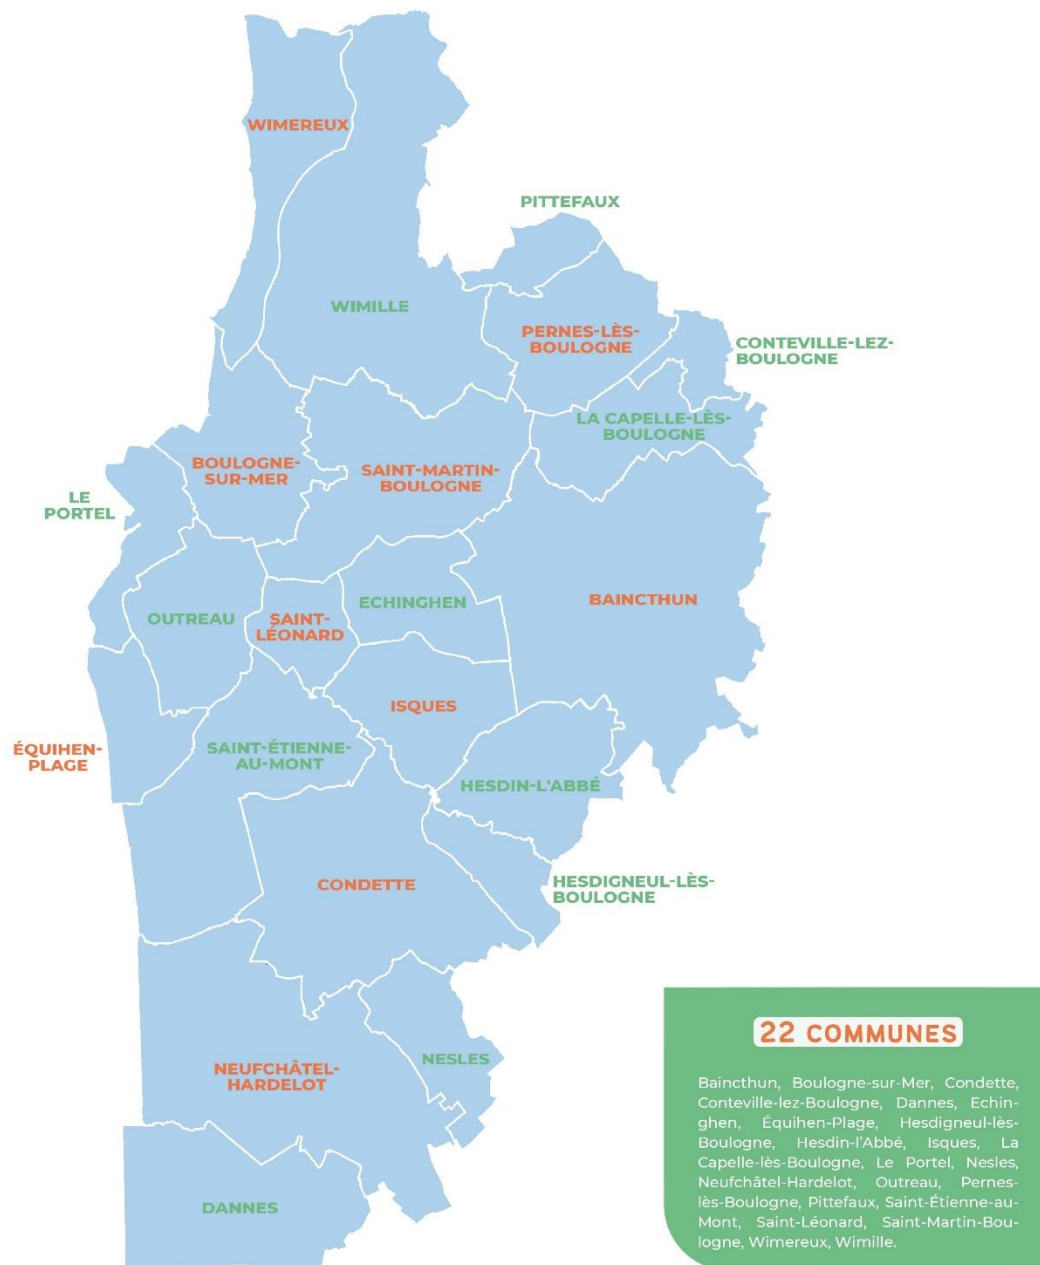 WIMEREUX
PITTEFAUX
WIMILLE
PERNES-LÈS-
BOULOGNE
CONTEVILLE-LEZ-
BOULOGNE
LA CAPELLE-LÈS-
BOULOGNE
BOULOGNE-
SUR-MER
SAINT-MARTIN-
BOULOGNE
LE
PORTEL
BAINCTHUN
ECHINGHEN
OUTREAU
SAINT-
LÉONARD
ISQUES
ÉQUIHEN-
PLAGE
SAINT-ÉTIENNE-
AU-MONT
HESDIN-L'ABBÉ
CONDETTE
HESDIGNEUL-LÈS-
BOULOGNE
NESLES
NEUFCHÂTEL-
HARDELOT
DANNES
22 COMMUNES
Baincthun, Boulogne-sur-Mer, Condette,
Conteville-lez-Boulogne, Dannes, Echin-
ghen, Équihen-Plage, Hesdigneul-lès-
Boulogne, Hesdin-l'Abbé, Isques, La
Capelle-lès-Boulogne, Le Portel, Nesles,
Neufchâtel-Hardelot, Outreau, Pernes-
lès-Boulogne, Pittefaux, Saint-Étienne-au-
Mont, Saint-Léonard, Saint-Martin-Bou-
logne, Wimereux, Wimille.